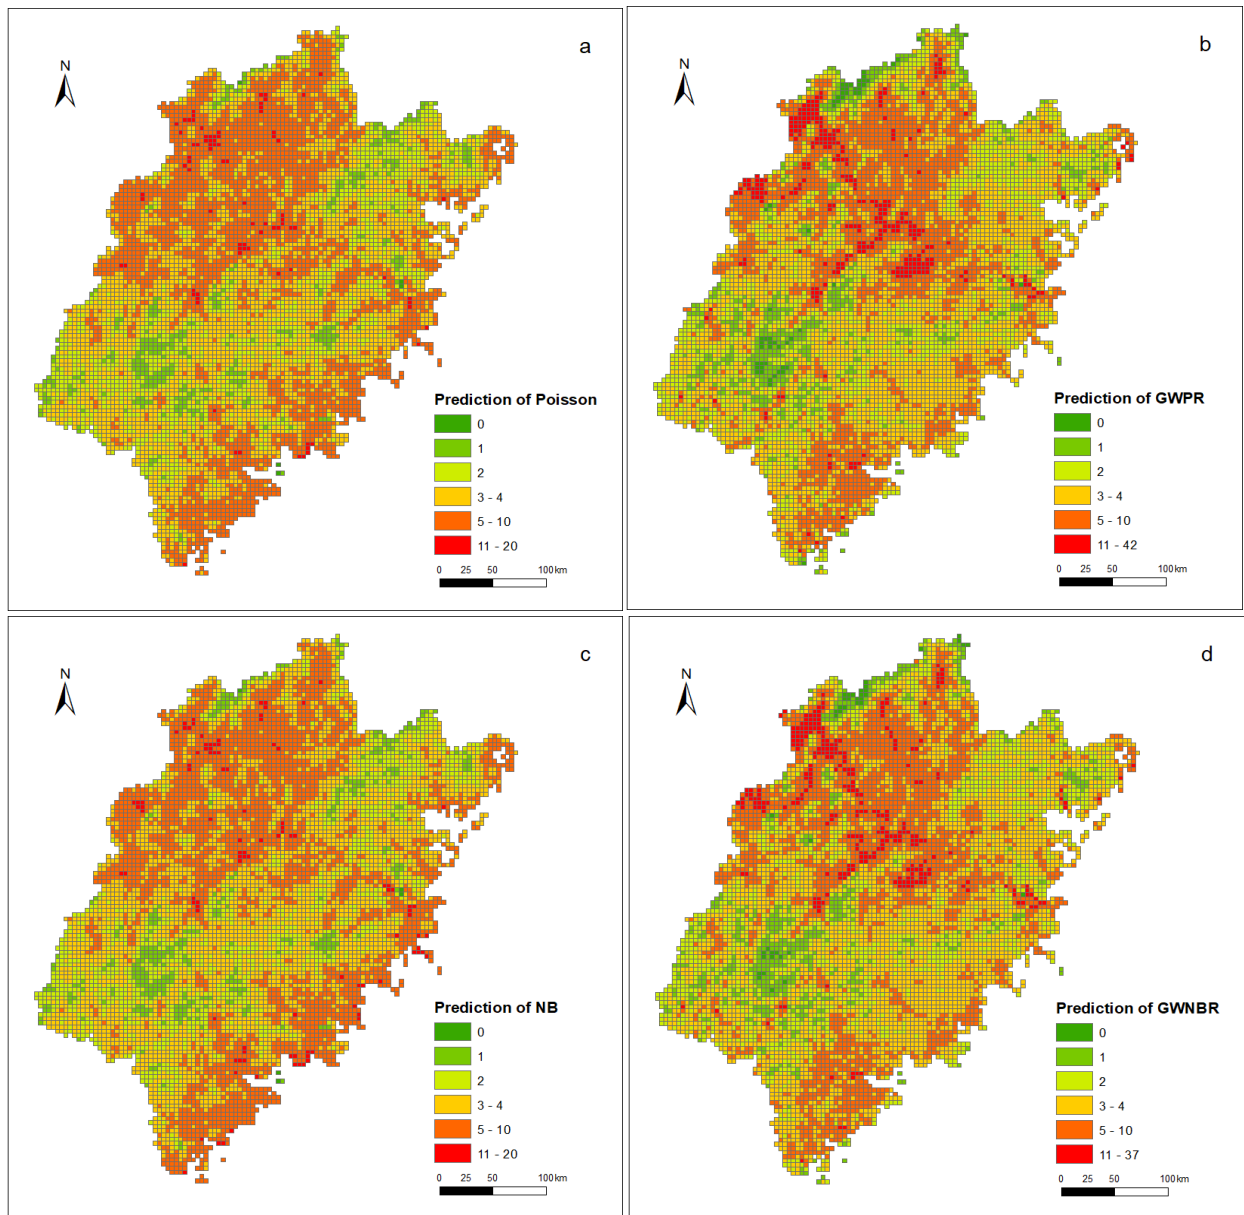 a
N
Prediction of Poisson
0
1
2
3 - 4
5 - 10
11 - 20
0 25 50 100 km
b
N
Prediction of GWPR
0
1
2
3 - 4
5 - 10
11 - 42
0 25 50 100 km
c
N
Prediction of NB
0
1
2
3 - 4
5 - 10
11 - 20
0 25 50 100 km
d
N
Prediction of GWNBR
0
1
2
3 - 4
5 - 10
11 - 37
0 25 50 100 km